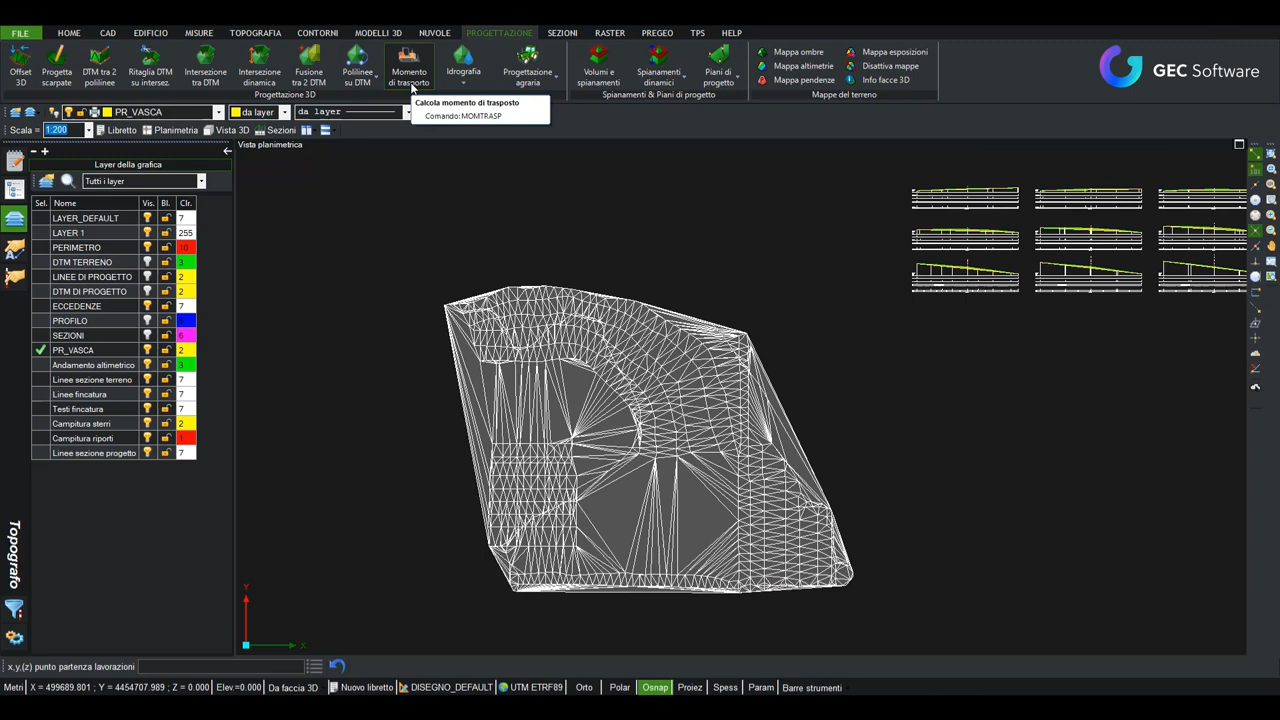 FILE HOME CAD EDIFICIO MISURE TOPOGRAFIA CONTORNI MODELLI 3D NUVOLE PROGETTAZIONE SEZIONI RASTER PREGEO TPS HELP
Offset 3D
Progetta scarpate
DTM tra 2 polilinee
Ritaglia DTM su intersez
Intersezione tra DTM
Intersezione dinamica
Fusione tra 2 DTM
Polilinee su DTM
Momento di trasporto
Idrografia
Progettazione agraria
Volumi e spianamenti
Spianamenti dinamici
Piani di progetto
Mappa ombre
Mappa altimetrie
Mappa pendenze
Mappa esposizioni
Disattiva mappe
Info facce 3D
GEC Software
Progettazione 3D
Spianamenti & Piani di progetto
Mappe del terreno
Calcola momento di trasposto
Comando: MOMTRASP
PR_VASCA da layer da layer
Scala = 1:200 Libretto Planimetria Vista 3D Sezioni
Vista planimetrica
Layer della grafica
Tutti i layer
Sel. Nome Vis. Bl. Clr.
LAYER_DEFAULT 7
LAYER 1 255
PERIMETRO 10
DTM TERRENO 3
LINEE DI PROGETTO 2
DTM DI PROGETTO 2
ECCEDENZE 7
PROFILO
SEZIONI 6
PR_VASCA 2
Andamento altimetrico 3
Linee sezione terreno 7
Linee fincatura 7
Testi fincatura 7
Campitura sterri 2
Campitura riporti 1
Linee sezione progetto 7
Topografo
Y
X
x,y,(z) punto partenza lavorazioni
Metri X = 499689.801 ; Y = 4454707.989 ; Z = 0.000 Elev.=0.000 Da faccia 3D Nuovo libretto DISEGNO_DEFAULT UTM ETRF89 Orto Polar Osnap Proiez Spess Param Barre strumenti